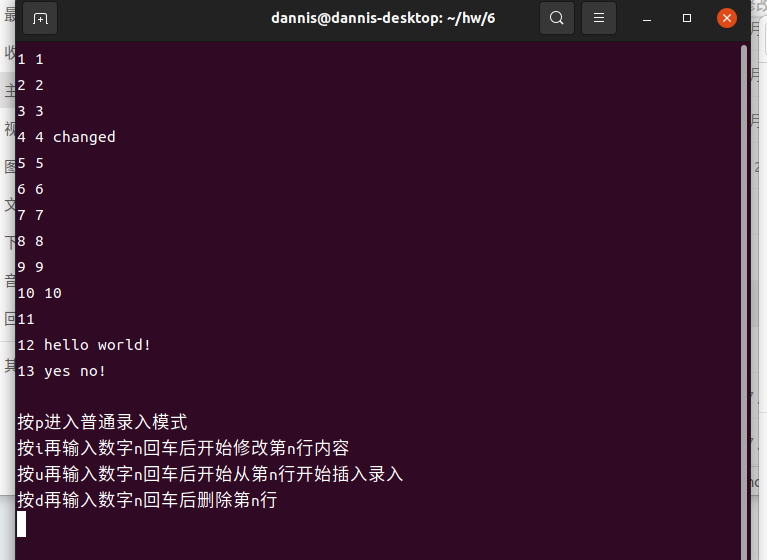 dannis@dannis-desktop: ~/hw/6
1 1
2 2
3 3
4 4 changed
5 5
6 6
7 7
8 8
9 9
10 10
11
12 hello world!
13 yes no!
按p进入普通录入模式
按i再输入数字n回车后开始修改第n行内容
按u再输入数字n回车后开始从第n行开始插入录入
按d再输入数字n回车后删除第n行